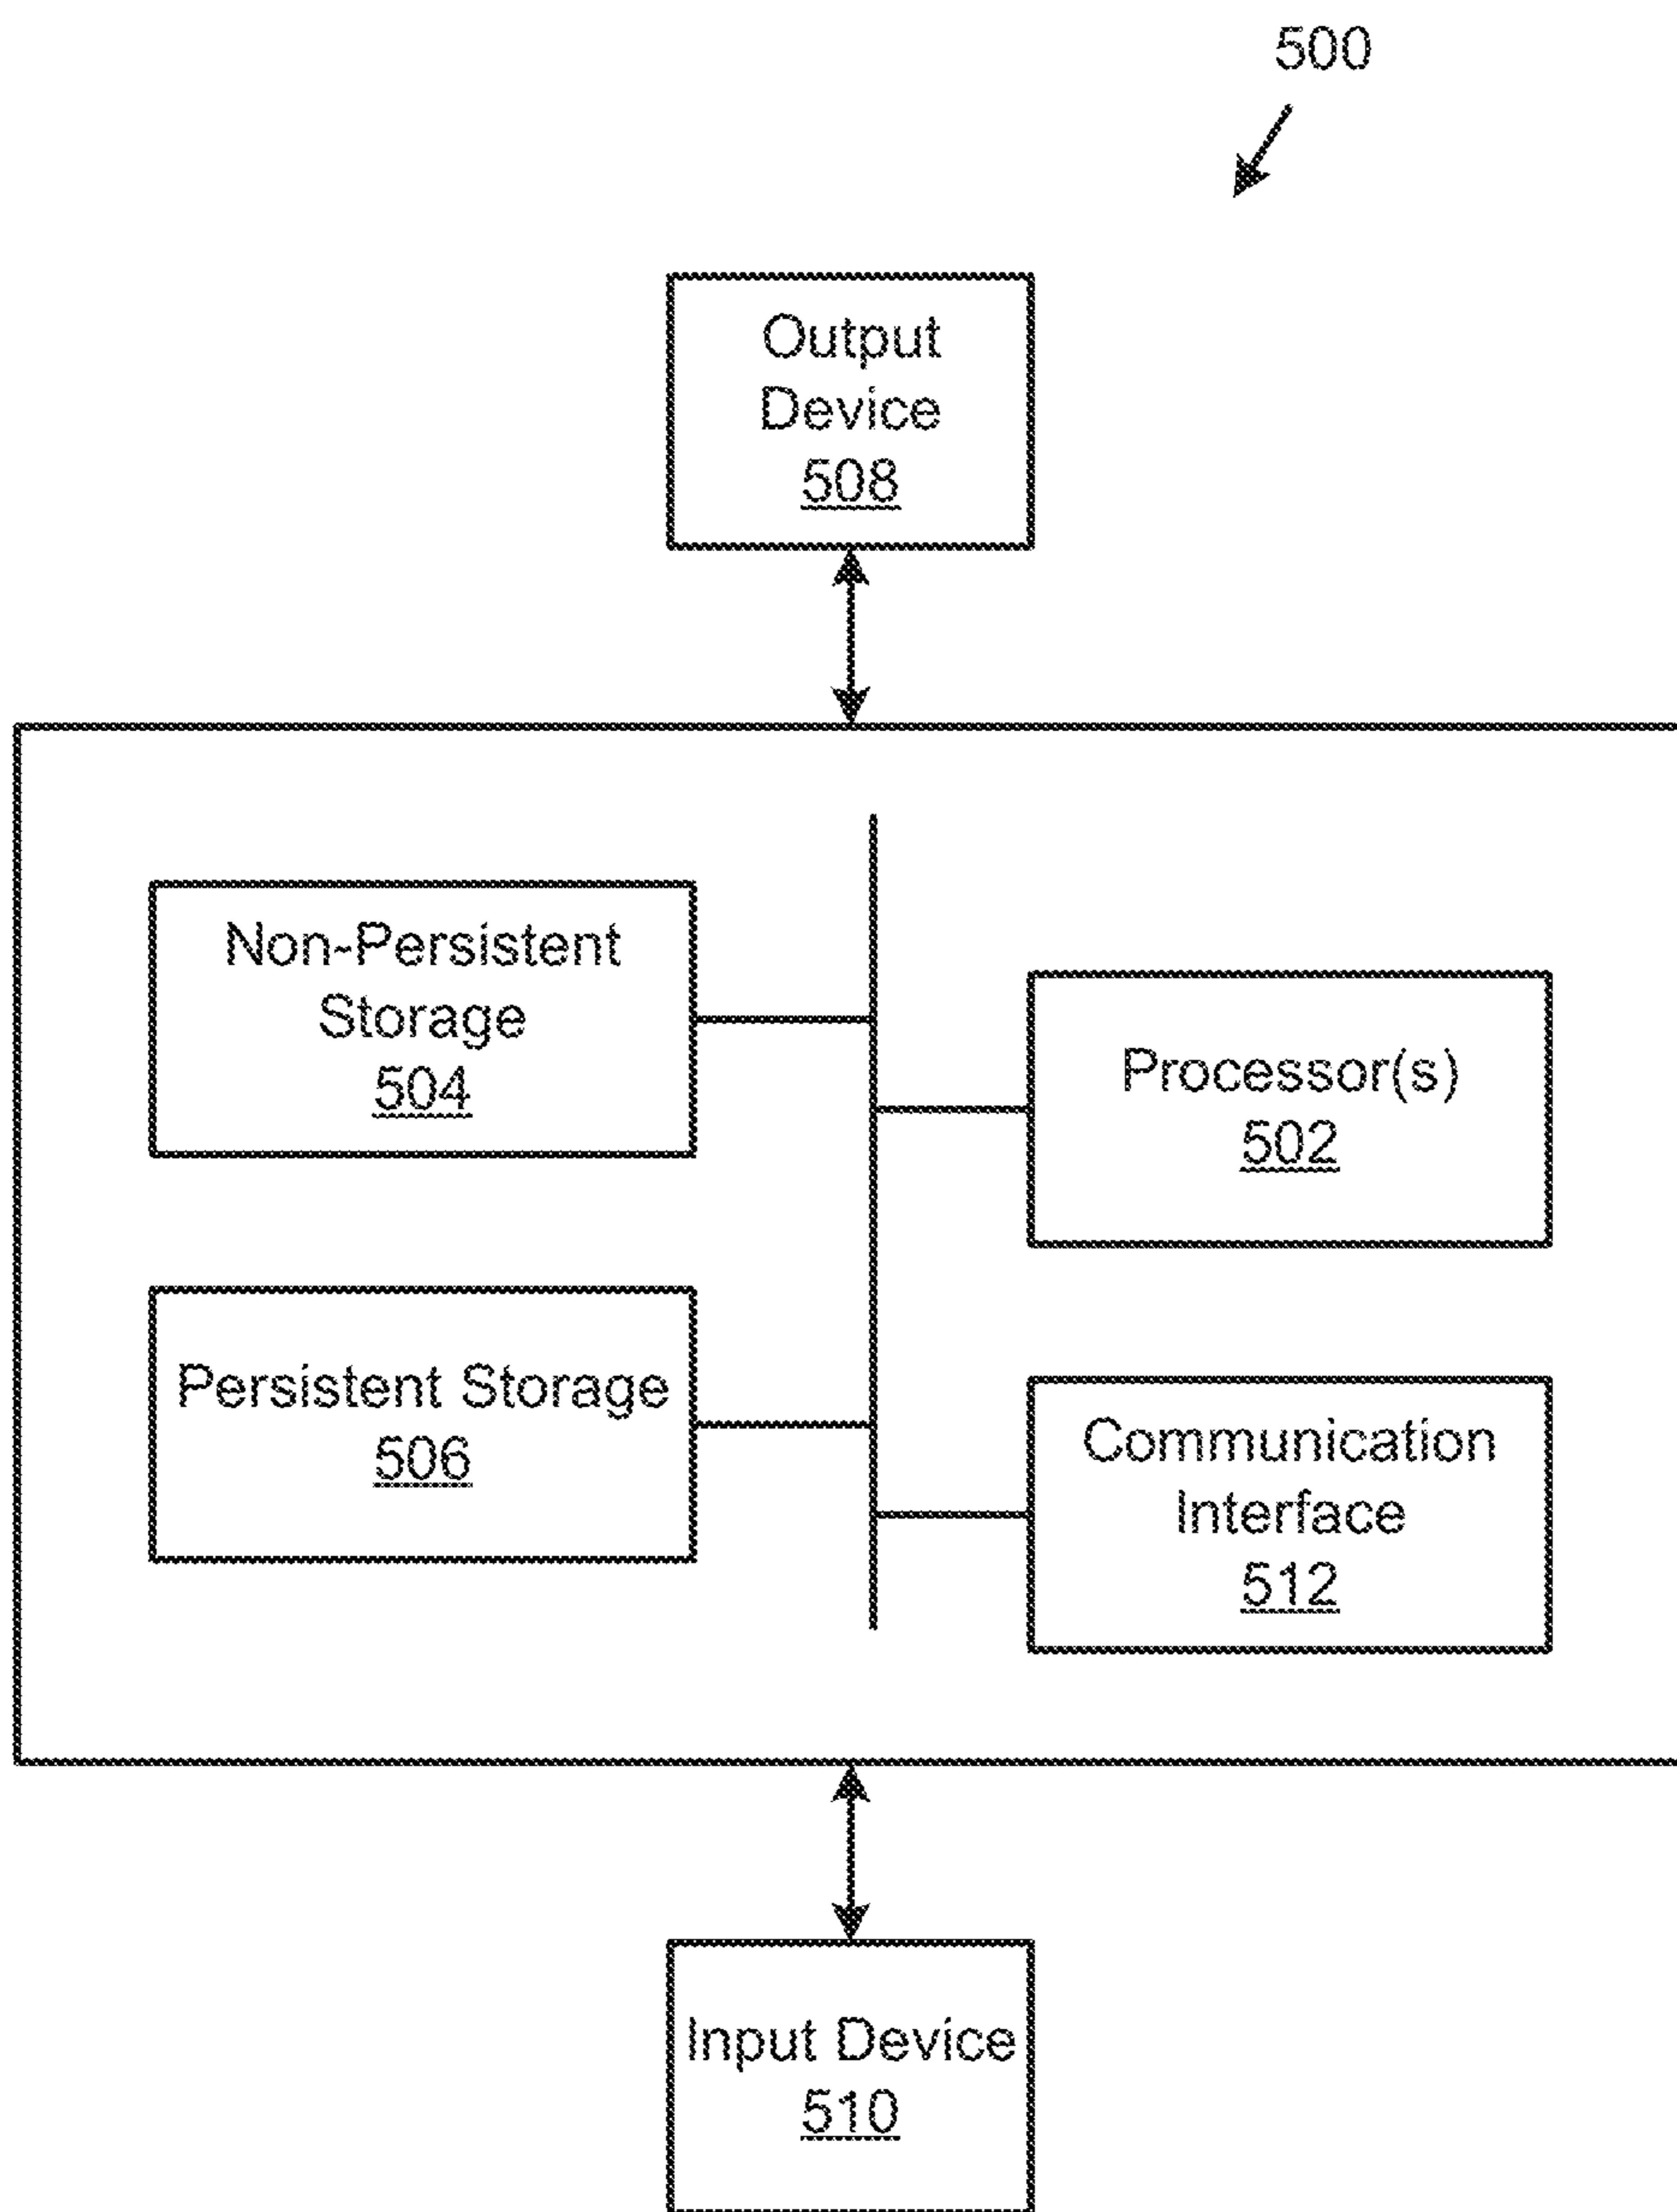 500
Output
Device
508
Non-Persistent
Storage
504
Processor(s)
502
Persistent Storage
506
Communication
Interface
512
Input Device
510